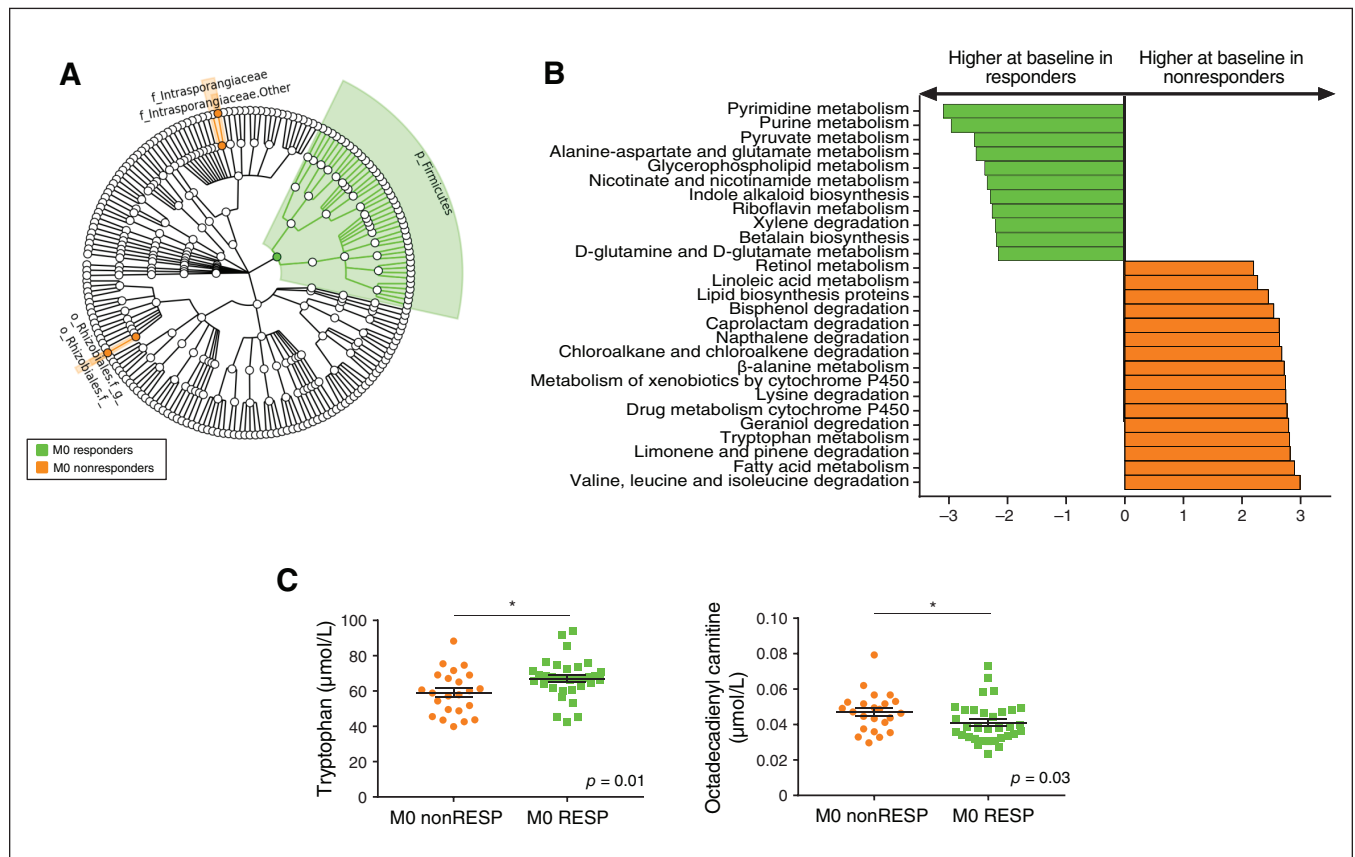 A
f_Intrasporangiaceae
f_Intrasporangiaceae.Other
p_Firmicutes
o_Rhizobiales.f_g_
o_Rhizobiales.f_
M0 responders
M0 nonresponders
B
Higher at baseline in
responders
Higher at baseline in
nonresponders
Pyrimidine metabolism
Purine metabolism
Pyruvate metabolism
Alanine-aspartate and glutamate metabolism
Glycerophospholipid metabolism
Nicotinate and nicotinamide metabolism
Indole alkaloid biosynthesis
Riboflavin metabolism
Xylene degradation
Betalain biosynthesis
D-glutamine and D-glutamate metabolism
Retinol metabolism
Linoleic acid metabolism
Lipid biosynthesis proteins
Bisphenol degradation
Caprolactam degradation
Napthalene degradation
Chloroalkane and chloroalkene degradation
β-alanine metabolism
Metabolism of xenobiotics by cytochrome P450
Lysine degradation
Drug metabolism cytochrome P450
Geraniol degredation
Tryptophan metabolism
Limonene and pinene degradation
Fatty acid metabolism
Valine, leucine and isoleucine degradation
–3 –2 –1 0 1 2 3
C
Tryptophan (μmol/L)
100
80
60
40
20
0
*
p = 0.01
M0 nonRESP M0 RESP
Octadecadienyl carnitine
(μmol/L)
0.10
0.08
0.06
0.04
0.02
0
*
p = 0.03
M0 nonRESP M0 RESP